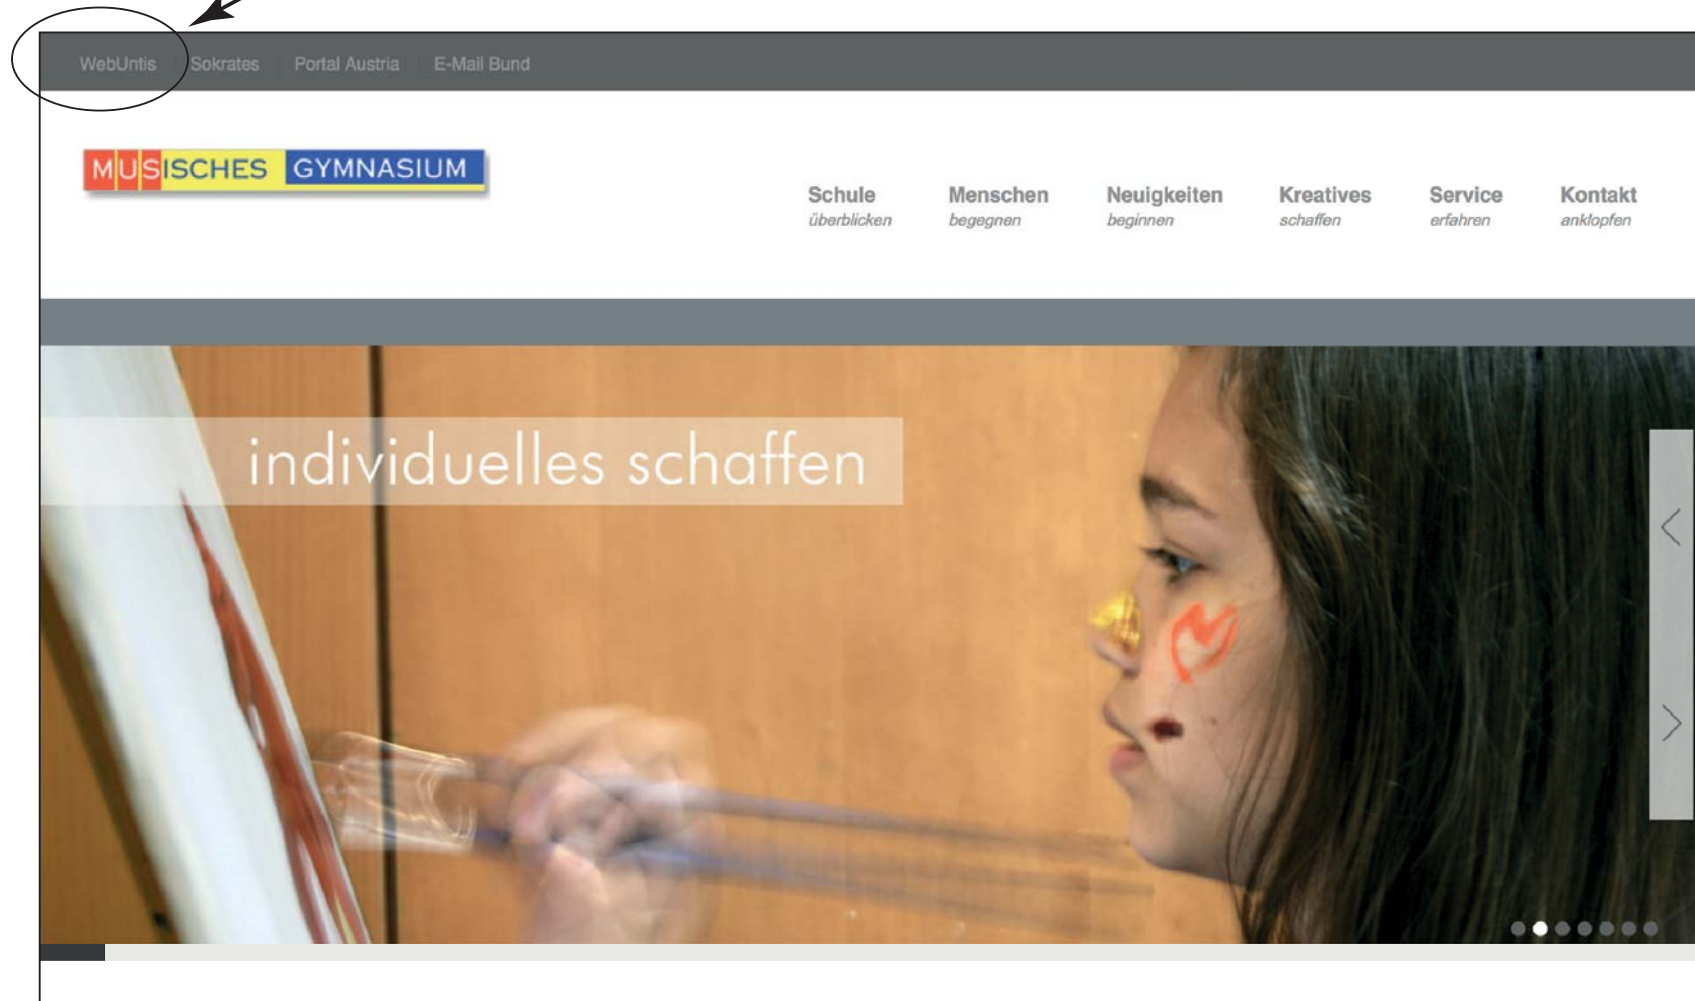 WebUntis Sokrates Portal Austria E-Mail Bund
MUSISCHES GYMNASIUM
Schule Menschen Neuigkeiten Kreatives Service Kontakt
überblicken begegnen beginnen schaffen erfahren anklopfen
individuelles schaffen